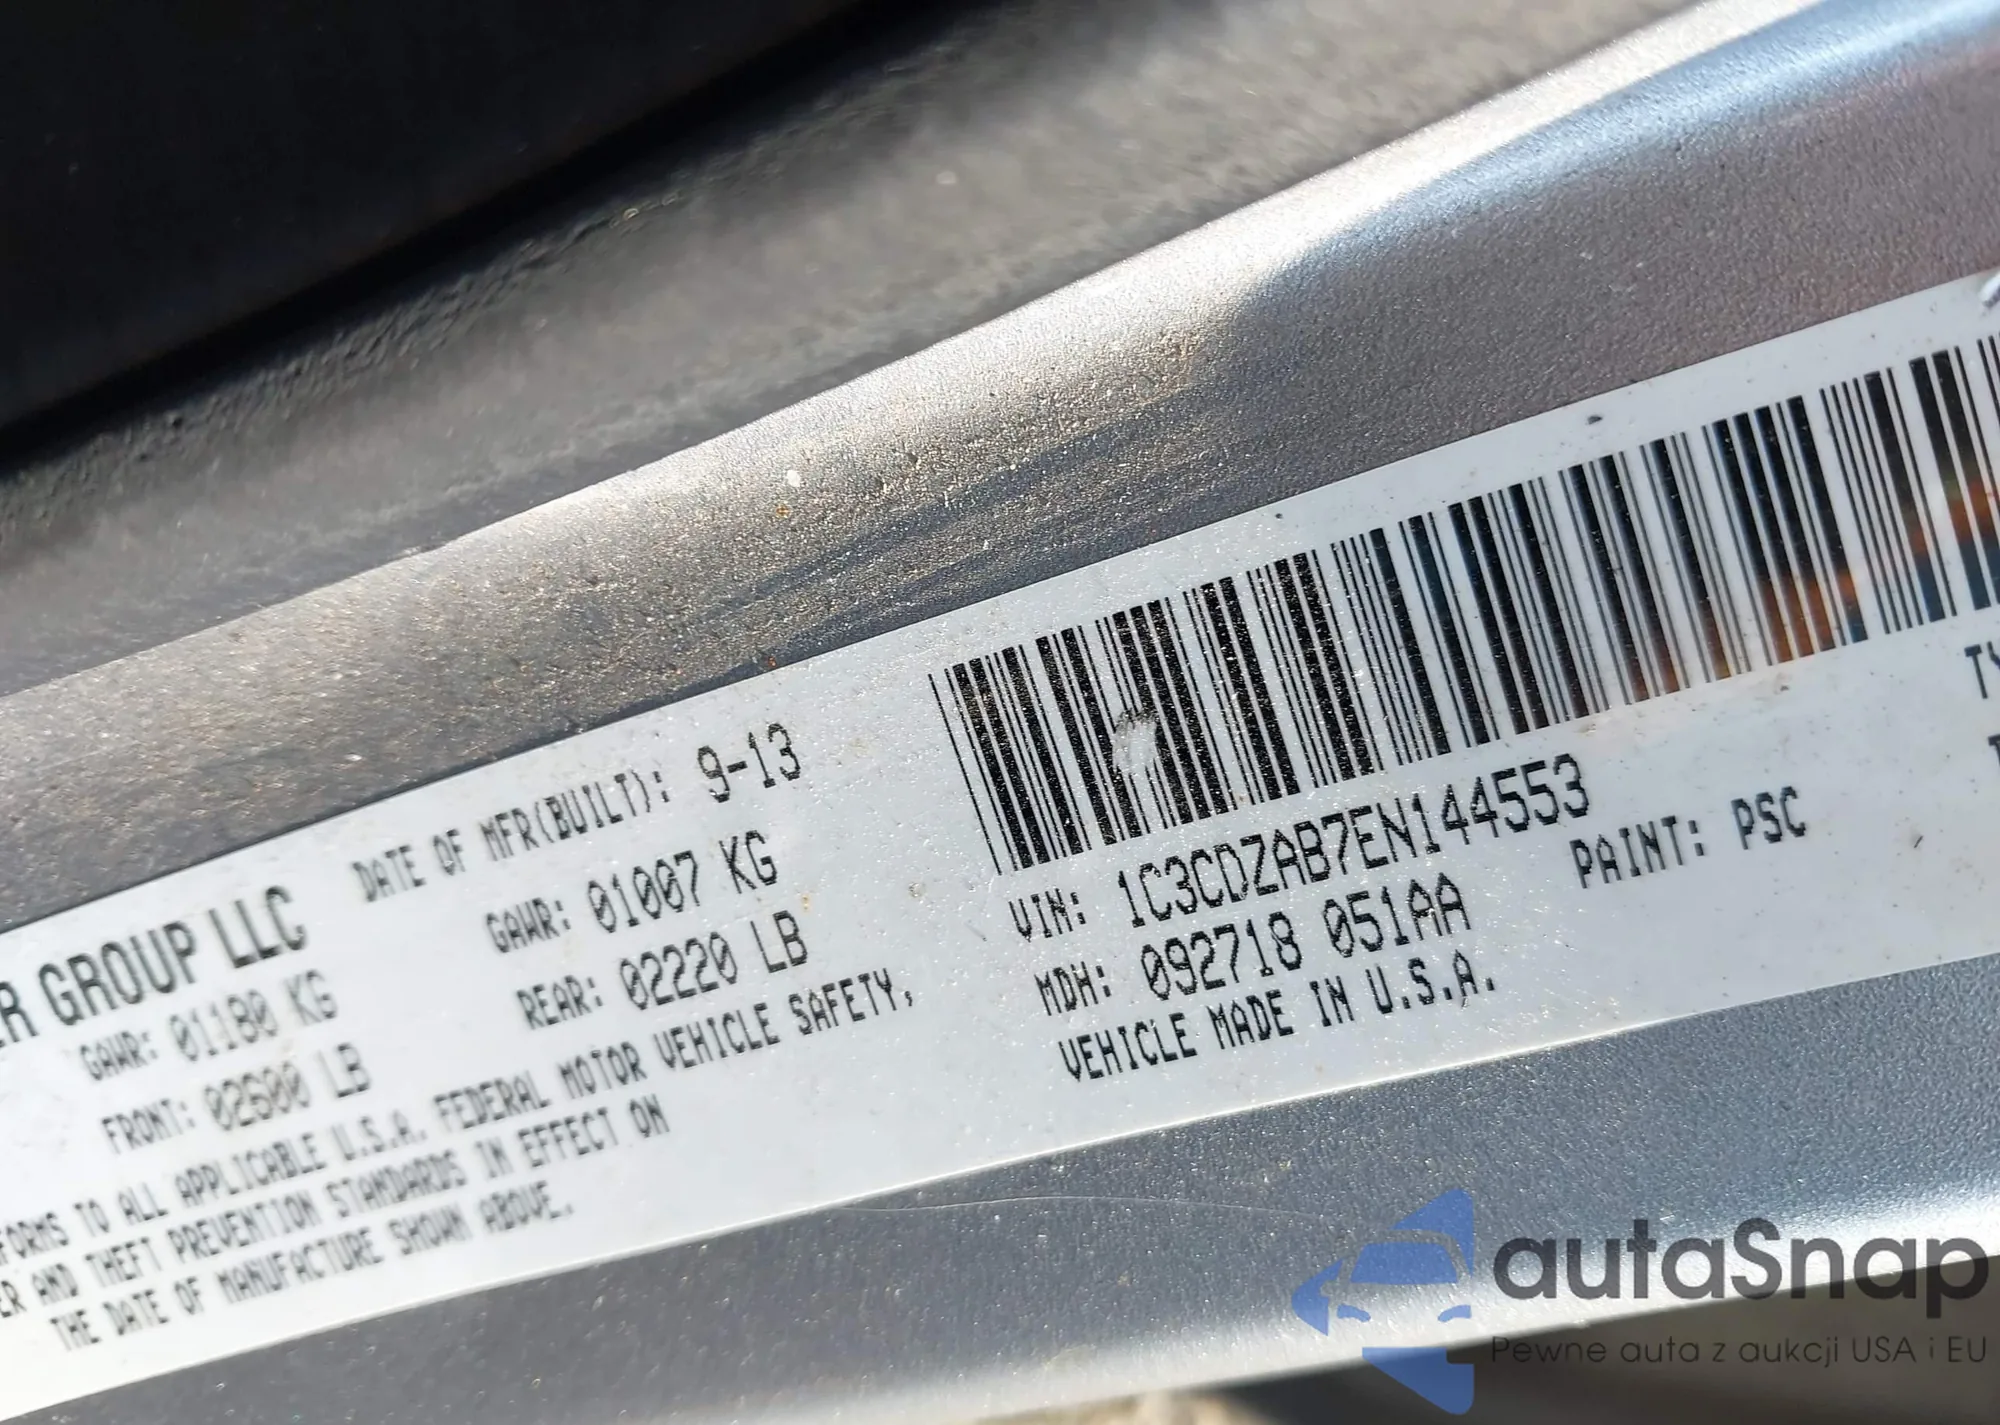 ER GROUP LLC
DATE OF MFR(BUILT): 9-13
GAWR: 01180 KG
FRONT: 02600 LB
GAWR: 01007 KG
REAR: 02220 LB
FORMS TO ALL APPLICABLE U.S.A. FEDERAL MOTOR VEHICLE SAFETY,
ER AND THEFT PREVENTION STANDARDS IN EFFECT ON
THE DATE OF MANUFACTURE SHOWN ABOVE.
VIN: 1C3CDZAB7EN144553
MDH: 092718 051AA
PAINT: PSC
VEHICLE MADE IN U.S.A.
TY
autaSnap
Pewne auta z aukcji USA i EU